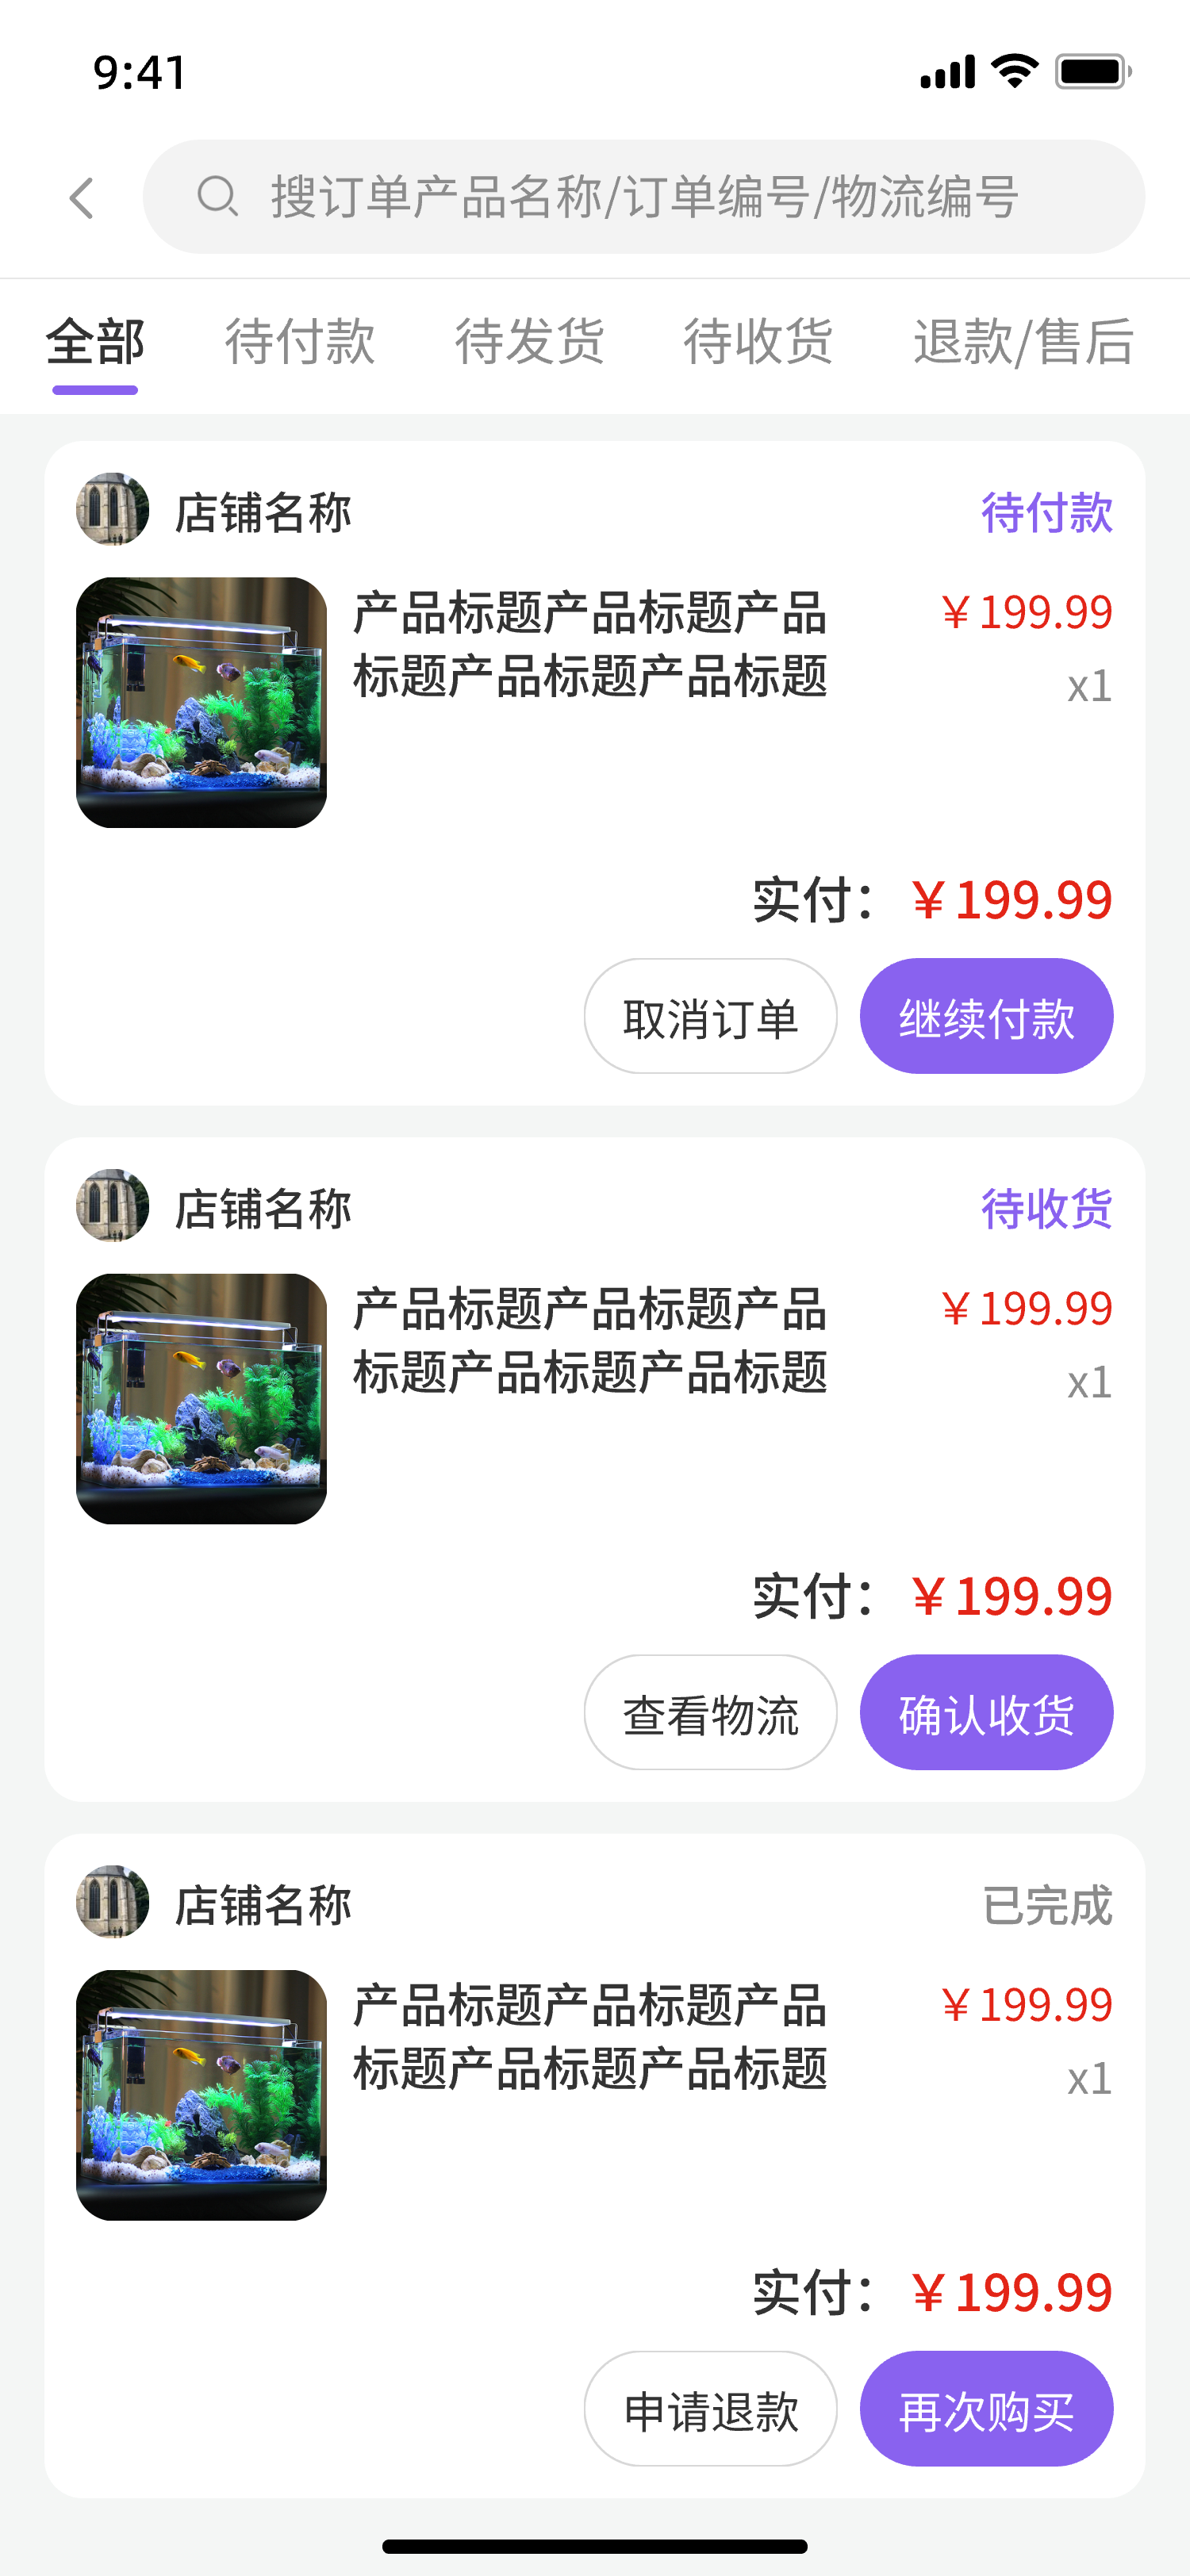 9:41
搜订单产品名称/订单编号/物流编号
全部 待付款 待发货 待收货 退款/售后
店铺名称 待付款
产品标题产品标题产品 ¥199.99
标题产品标题产品标题 x1
实付： ¥199.99
取消订单 继续付款
店铺名称 待收货
产品标题产品标题产品 ¥199.99
标题产品标题产品标题 x1
实付： ¥199.99
查看物流 确认收货
店铺名称 已完成
产品标题产品标题产品 ¥199.99
标题产品标题产品标题 x1
实付： ¥199.99
申请退款 再次购买